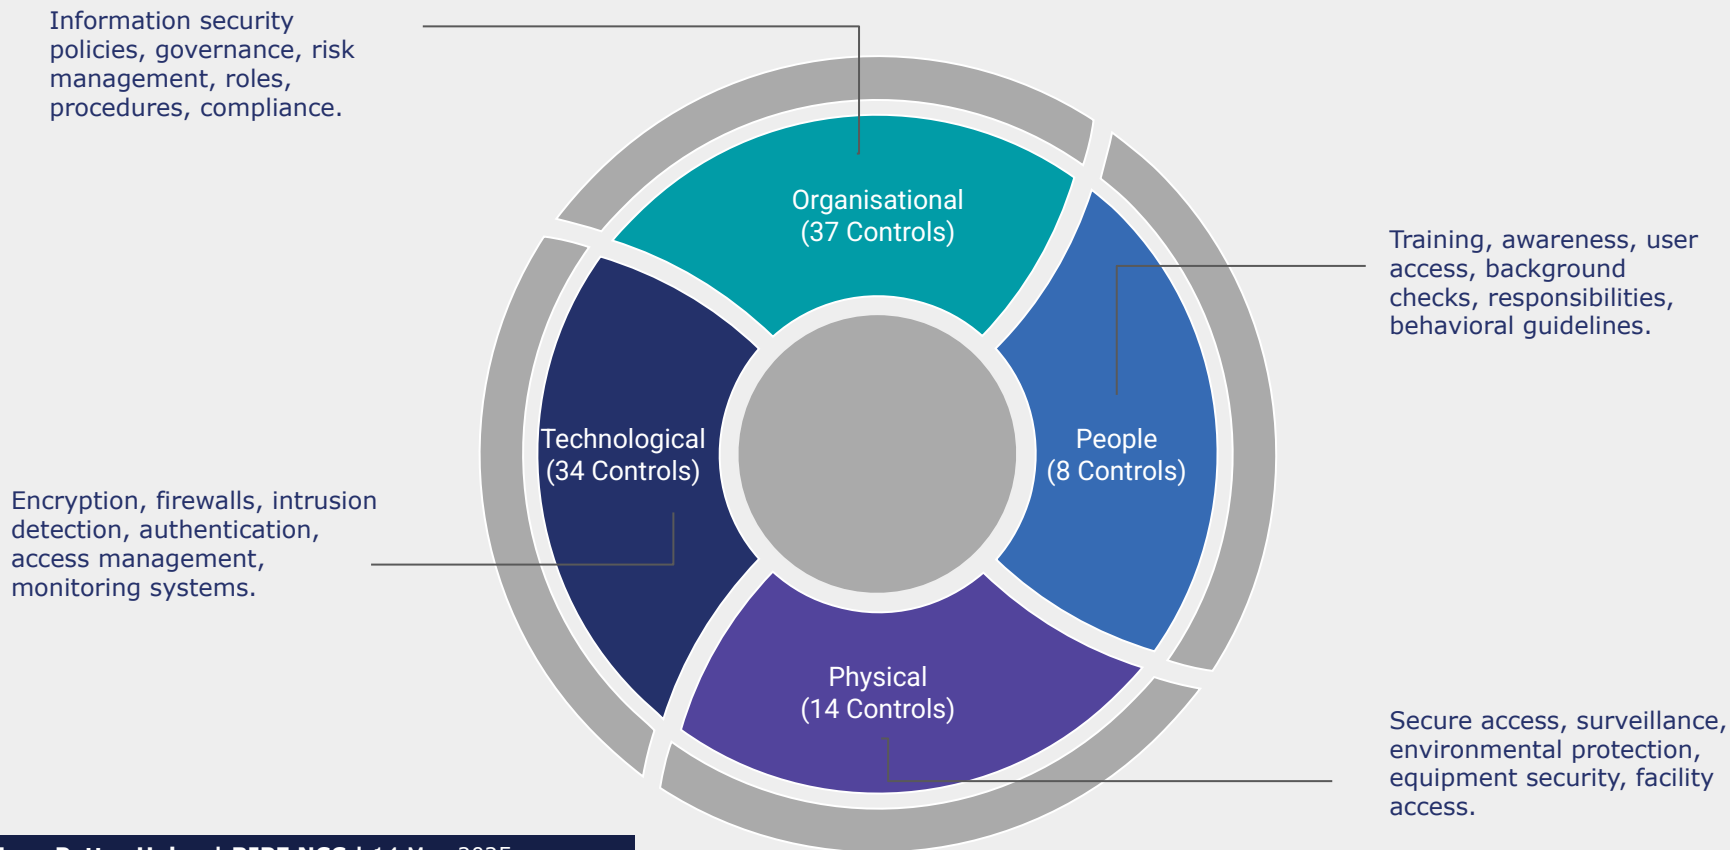 Information security
policies, governance, risk
management, roles,
procedures, compliance.
Organisational
(37 Controls)
Training, awareness, user
access, background
checks, responsibilities,
behavioral guidelines.
Technological
(34 Controls)
People
(8 Controls)
Encryption, firewalls, intrusion
detection, authentication,
access management,
monitoring systems.
Physical
(14 Controls)
Secure access, surveillance,
environmental protection,
equipment security, facility
access.